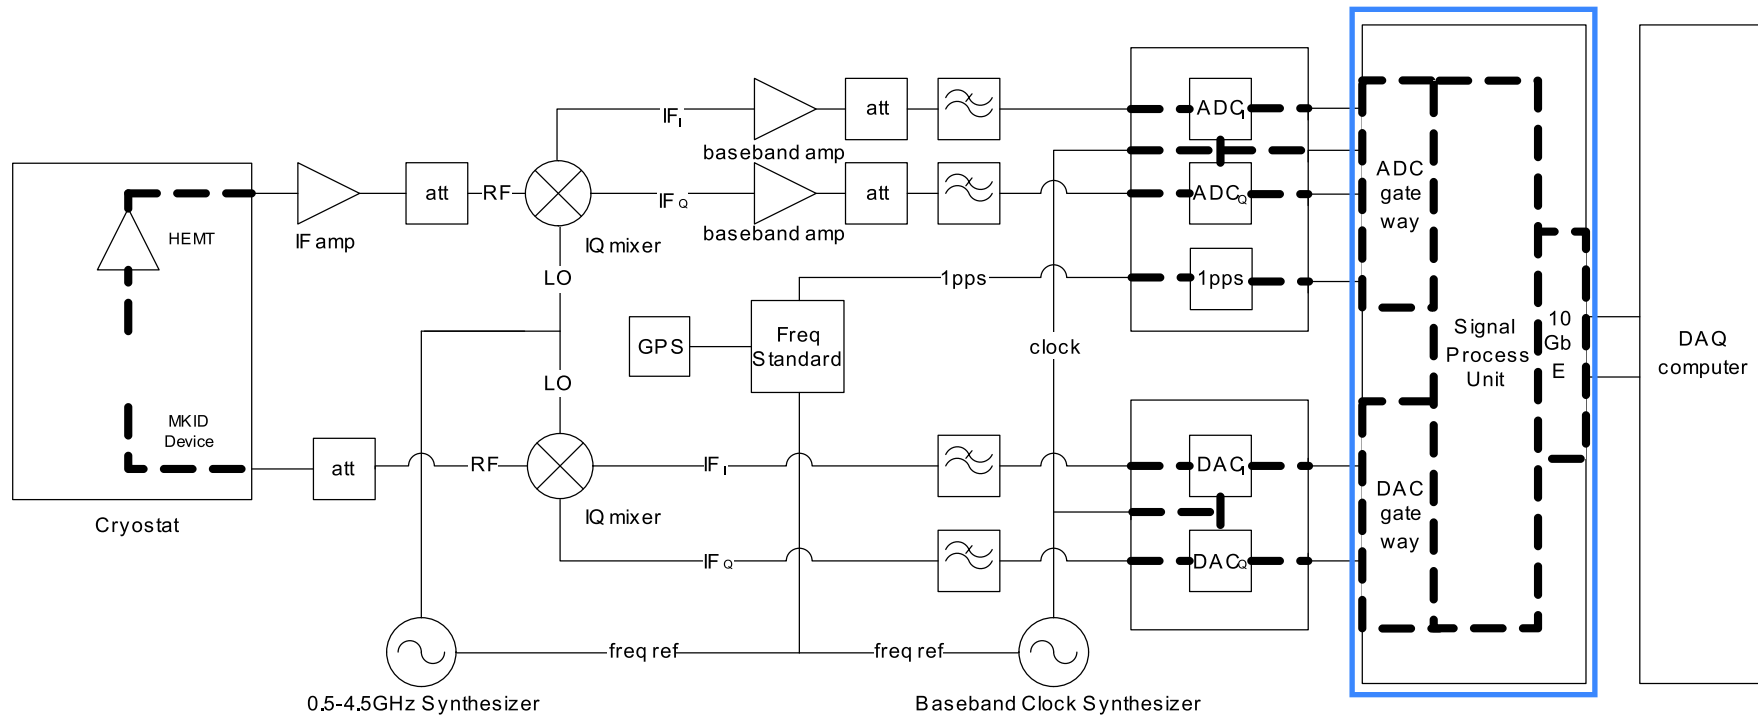 IF I
baseband amp
att
ADC I
HEMT
IF amp
att
RF
IQ mixer
IF Q
baseband amp
att
ADC Q
ADC
gate
way
LO
1pps
1pps
GPS
Freq
Standard
clock
Signal
Process
Unit
10
Gb
E
DAQ
computer
LO
MKID
Device
att
RF
IQ mixer
IF I
DAC I
DAC
gate
way
Cryostat
IF Q
DAC Q
freq ref
freq ref
0.5-4.5GHz Synthesizer
Baseband Clock Synthesizer